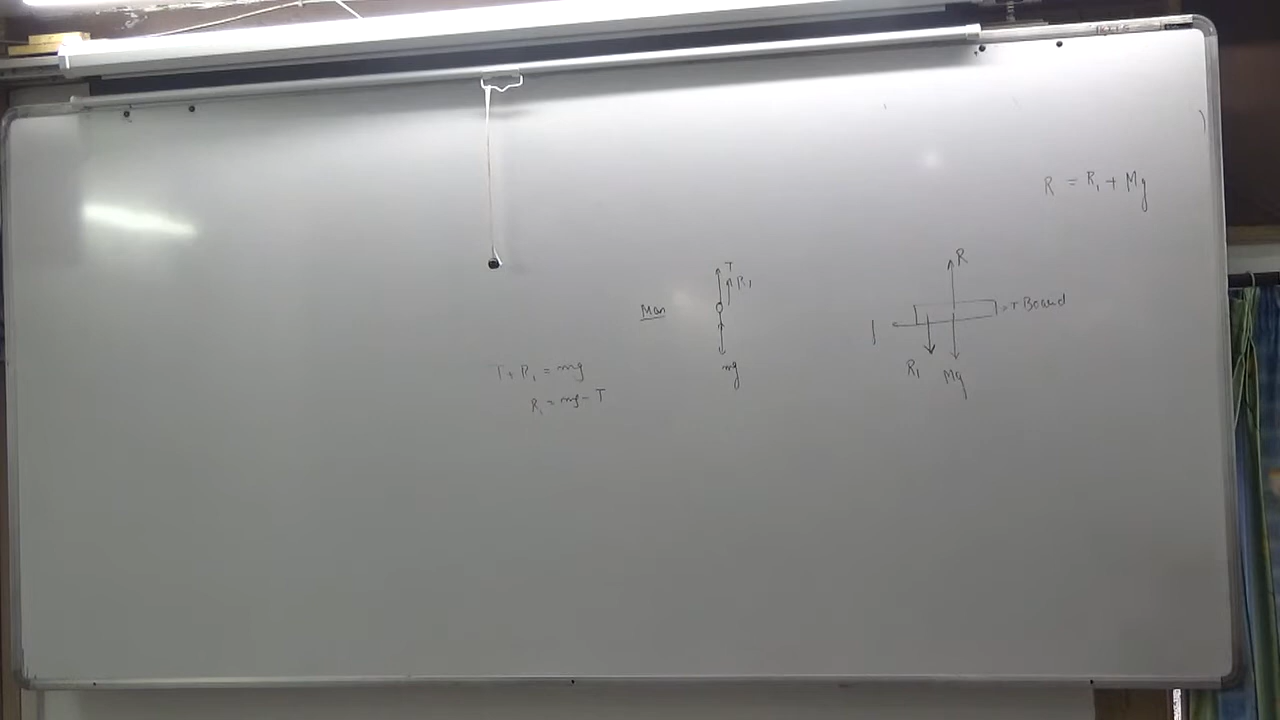 R = R₁ + Mg
T
R₁
Man
mg
T + R₁ = mg
R₁ = mg - T
R
Board
R₁
Mg